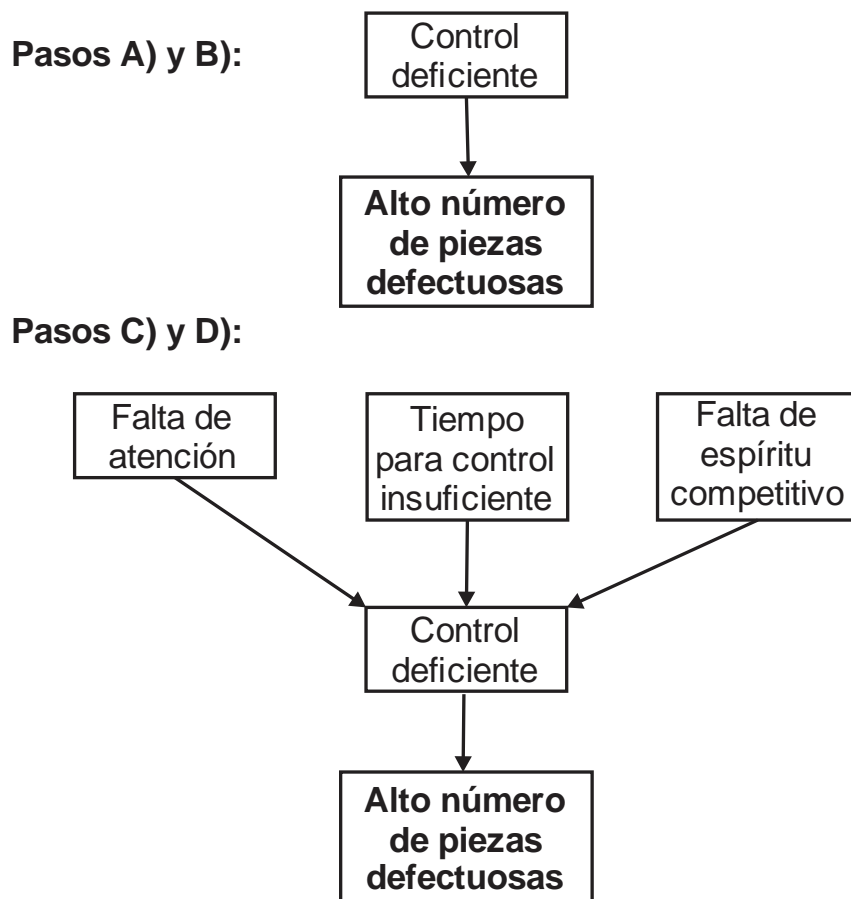 Pasos A) y B):
Control
deficiente
Alto número
de piezas
defectuosas
Pasos C) y D):
Falta de
atención
Tiempo
para control
insuficiente
Falta de
espíritu
competitivo
Control
deficiente
Alto número
de piezas
defectuosas